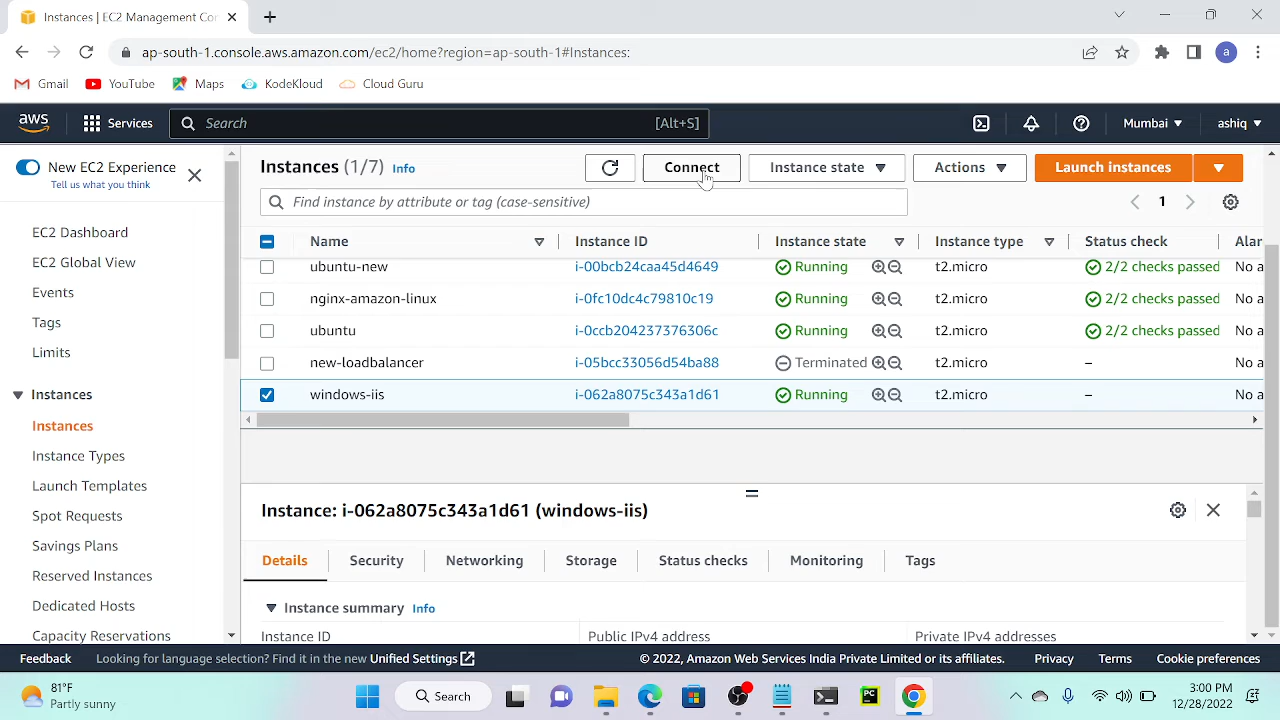 Instances | EC2 Management Cor
ap-south-1.console.aws.amazon.com/ec2/home?region=ap-south-1#Instances:
a
Gmail YouTube Maps KodeKloud Cloud Guru
aws Services Search [Alt+S] Mumbai ashiq
New EC2 Experience
Tell us what you think
EC2 Dashboard
EC2 Global View
Events
Tags
Limits
Instances
Instances
Instance Types
Launch Templates
Spot Requests
Savings Plans
Reserved Instances
Dedicated Hosts
Capacity Reservations
Instances (1/7) Info Connect Instance state Actions Launch instances
Find instance by attribute or tag (case-sensitive) 1
Name Instance ID Instance state Instance type Status check Alar
ubuntu-new i-00bcb24caa45d4649 Running t2.micro 2/2 checks passed No a
nginx-amazon-linux i-0fc10dc4c79810c19 Running t2.micro 2/2 checks passed No a
ubuntu i-0ccb204237376306c Running t2.micro 2/2 checks passed No a
new-loadbalancer i-05bcc33056d54ba88 Terminated t2.micro – No a
windows-iis i-062a8075c343a1d61 Running t2.micro – No a
Instance: i-062a8075c343a1d61 (windows-iis)
Details Security Networking Storage Status checks Monitoring Tags
Instance summary Info
Instance ID Public IPv4 address Private IPv4 addresses
Feedback Looking for language selection? Find it in the new Unified Settings © 2022, Amazon Web Services India Private Limited or its affiliates. Privacy Terms Cookie preferences
81°F
Partly sunny
Search
PC
3:00 PM
12/28/2022